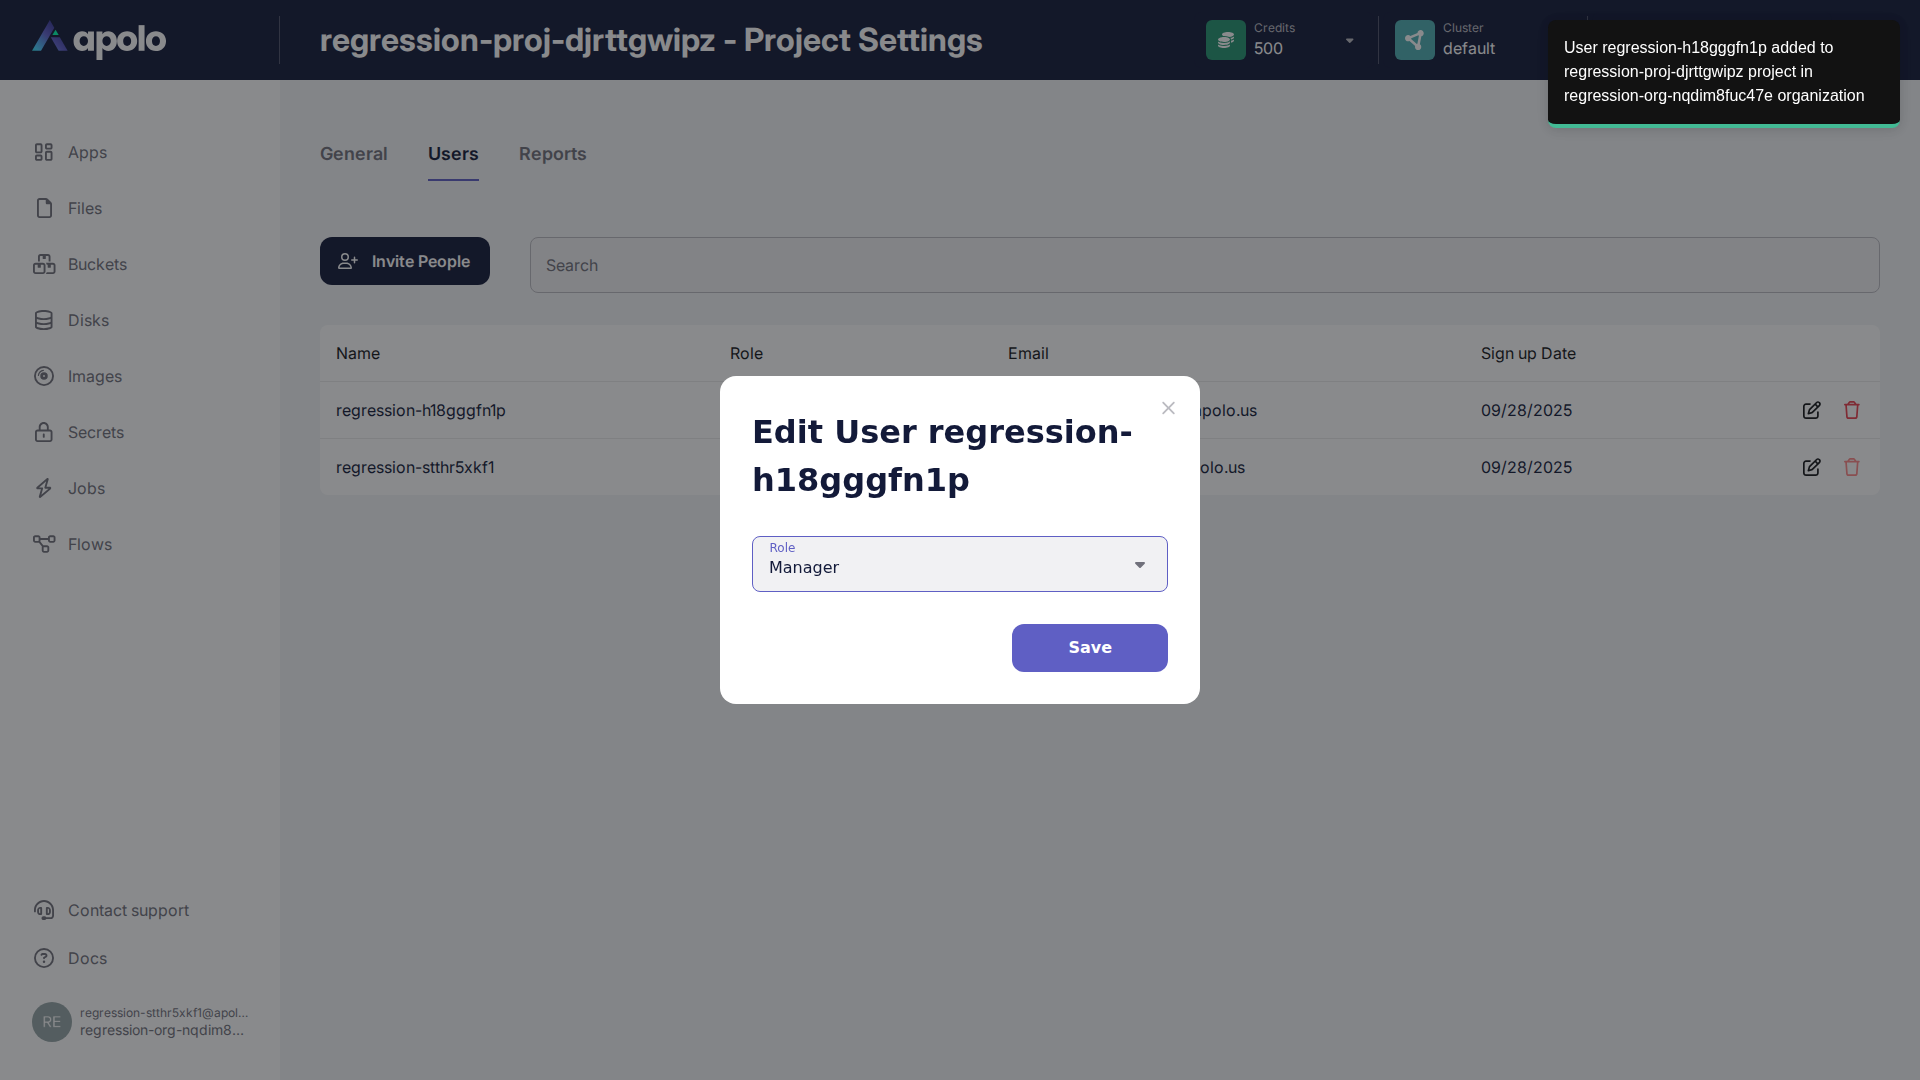 apolo
regression-proj-djrttgwipz - Project Settings
Credits
500
Cluster
default
User regression-h18gggfn1p added to
regression-proj-djrttgwipz project in
regression-org-nqdim8fuc47e organization
Apps
Files
Buckets
Disks
Images
Secrets
Jobs
Flows
Contact support
Docs
RE
regression-stthr5xkf1@apol...
regression-org-nqdim8...
General
Users
Reports
Invite People
Search
Name
Role
Email
Sign up Date
regression-h18gggfn1p
apolo.us
09/28/2025
regression-stthr5xkf1
olo.us
09/28/2025
Edit User regression-
h18gggfn1p
Role
Manager
Save